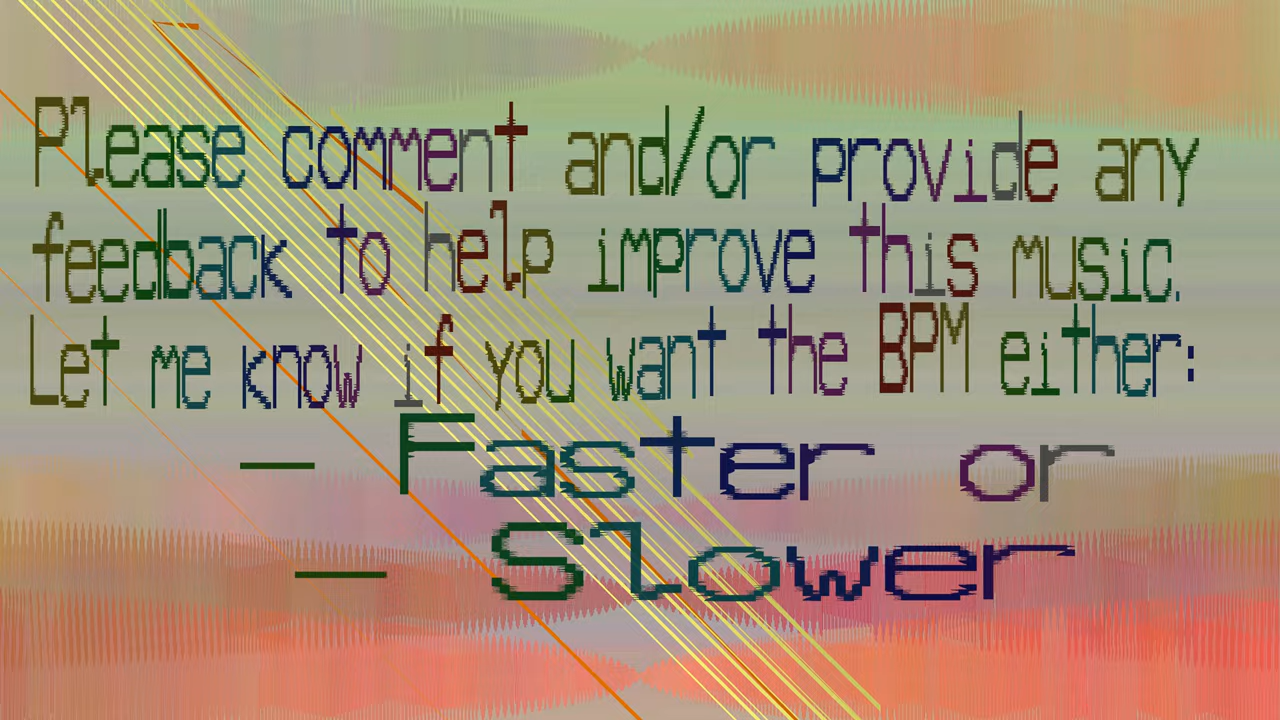 Please comment and/or provide any
feedback to help improve this music.
Let me know if you want the BPM either:
— Faster or
— Slower